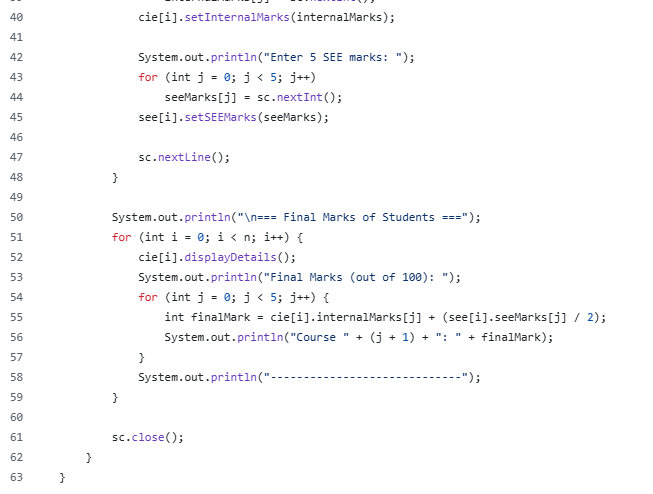 40 cie[i].setInternalMarks(internalMarks);
41
42 System.out.println("Enter 5 SEE marks: ");
43 for (int j = 0; j < 5; j++)
44 seeMarks[j] = sc.nextInt();
45 see[i].setSEEMarks(seeMarks);
46
47 sc.nextLine();
48 }
49
50 System.out.println("\n=== Final Marks of Students ===");
51 for (int i = 0; i < n; i++) {
52 cie[i].displayDetails();
53 System.out.println("Final Marks (out of 100): ");
54 for (int j = 0; j < 5; j++) {
55 int finalMark = cie[i].internalMarks[j] + (see[i].seeMarks[j] / 2);
56 System.out.println("Course " + (j + 1) + ": " + finalMark);
57 }
58 System.out.println("-----------------------------");
59 }
60
61 sc.close();
62 }
63 }